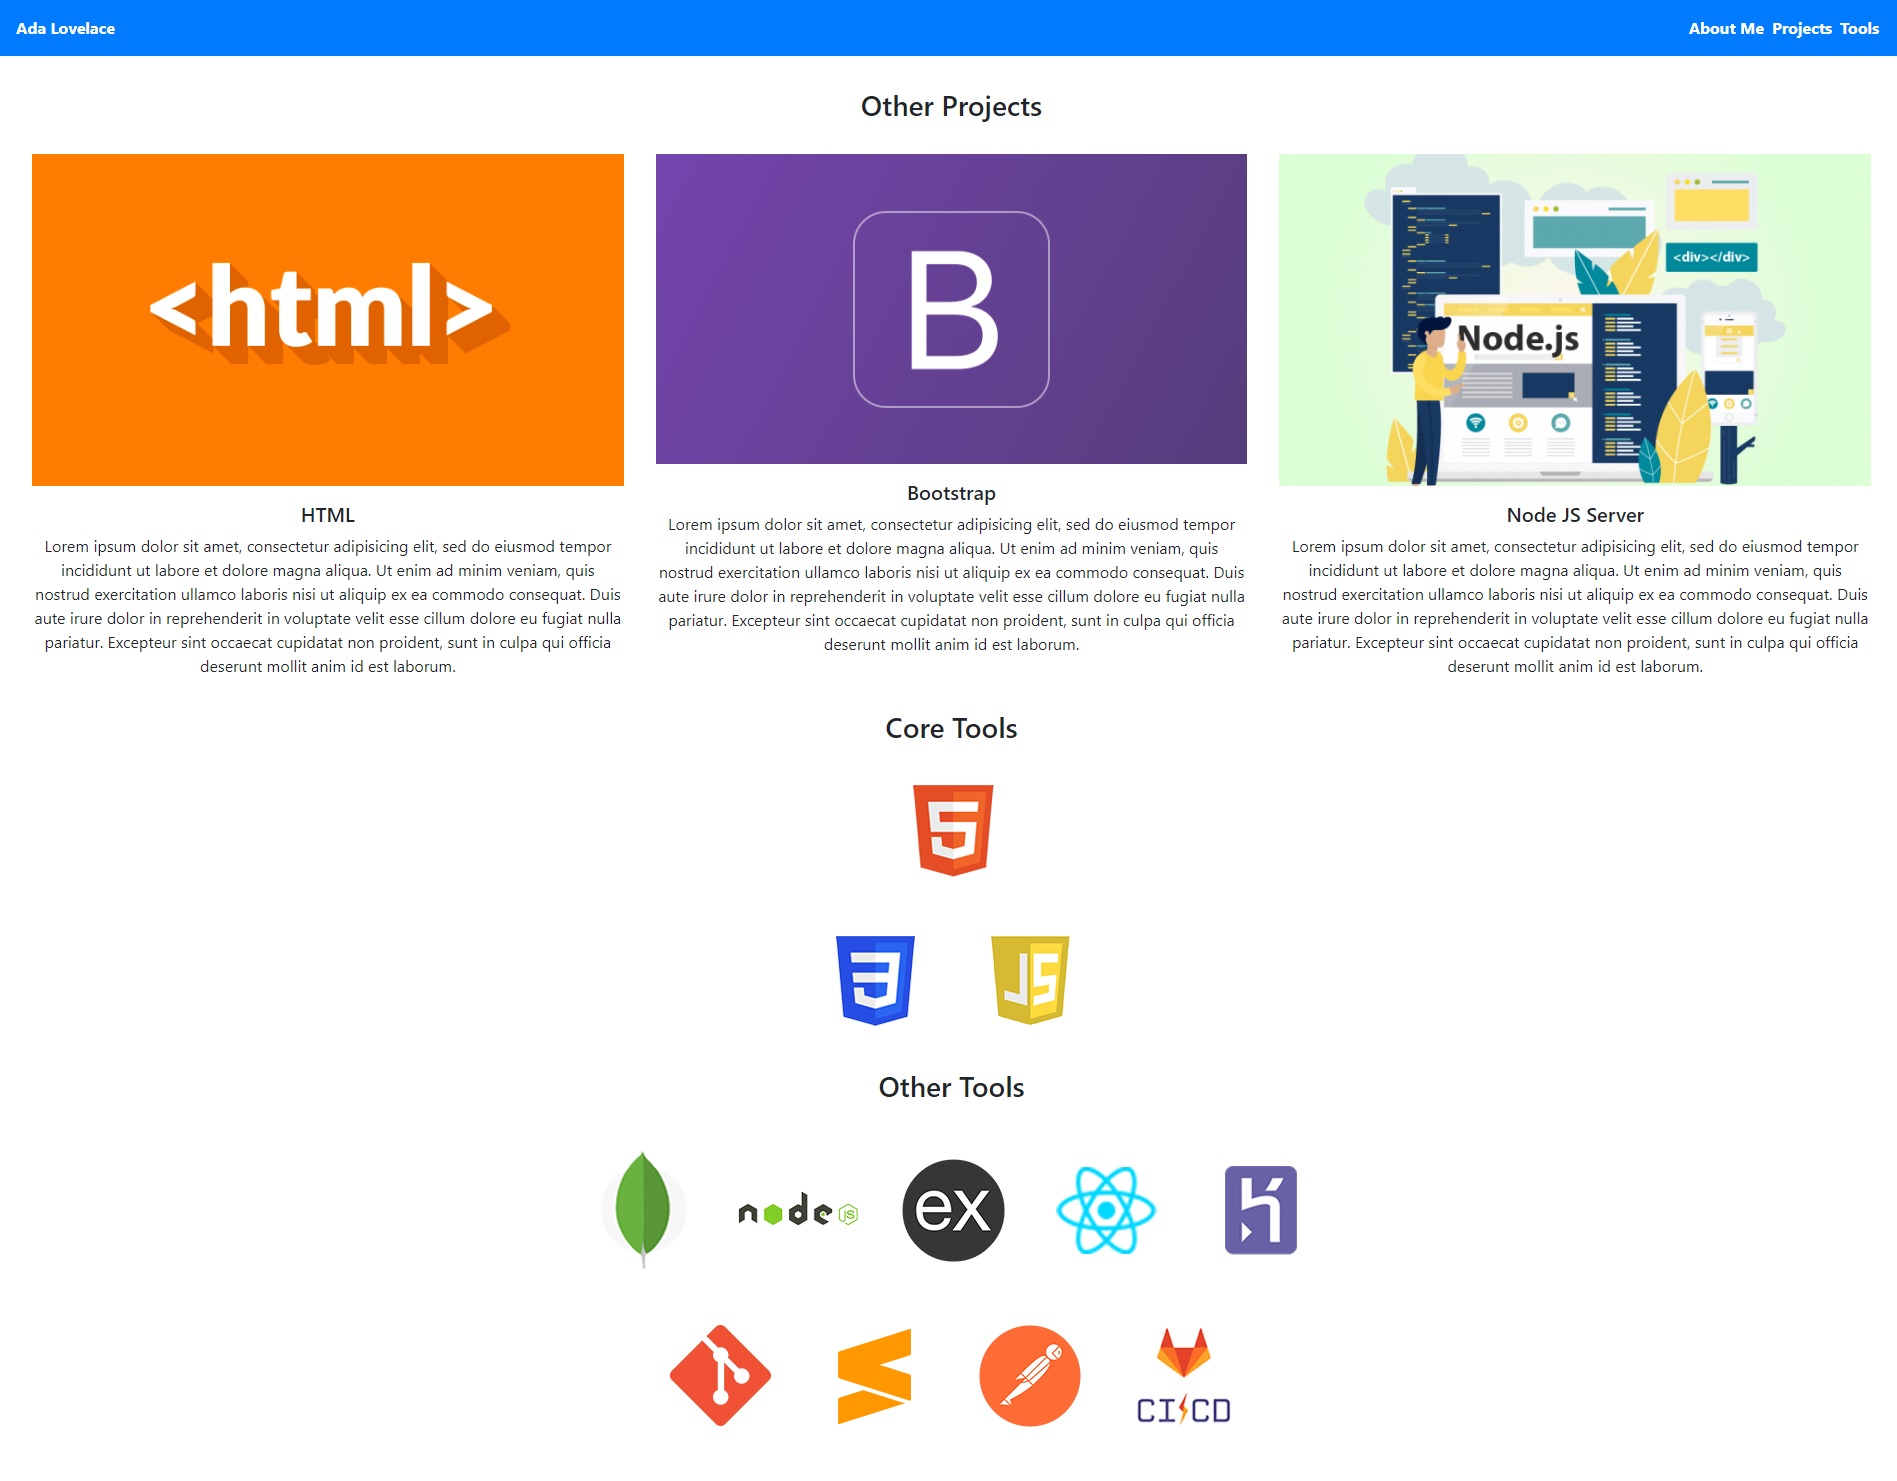 Ada Lovelace
About Me Projects Tools
Other Projects
<html>
HTML
Lorem ipsum dolor sit amet, consectetur adipisicing elit, sed do eiusmod tempor
incididunt ut labore et dolore magna aliqua. Ut enim ad minim veniam, quis
nostrud exercitation ullamco laboris nisi ut aliquip ex ea commodo consequat. Duis
aute irure dolor in reprehenderit in voluptate velit esse cillum dolore eu fugiat nulla
pariatur. Excepteur sint occaecat cupidatat non proident, sunt in culpa qui officia
deserunt mollit anim id est laborum.
B
Bootstrap
Lorem ipsum dolor sit amet, consectetur adipisicing elit, sed do eiusmod tempor
incididunt ut labore et dolore magna aliqua. Ut enim ad minim veniam, quis
nostrud exercitation ullamco laboris nisi ut aliquip ex ea commodo consequat. Duis
aute irure dolor in reprehenderit in voluptate velit esse cillum dolore eu fugiat nulla
pariatur. Excepteur sint occaecat cupidatat non proident, sunt in culpa qui officia
deserunt mollit anim id est laborum.
<div></div>
Node.js
Node JS Server
Lorem ipsum dolor sit amet, consectetur adipisicing elit, sed do eiusmod tempor
incididunt ut labore et dolore magna aliqua. Ut enim ad minim veniam, quis
nostrud exercitation ullamco laboris nisi ut aliquip ex ea commodo consequat. Duis
aute irure dolor in reprehenderit in voluptate velit esse cillum dolore eu fugiat nulla
pariatur. Excepteur sint occaecat cupidatat non proident, sunt in culpa qui officia
deserunt mollit anim id est laborum.
Core Tools
5
3 JS
Other Tools
node JS ex
CI CD